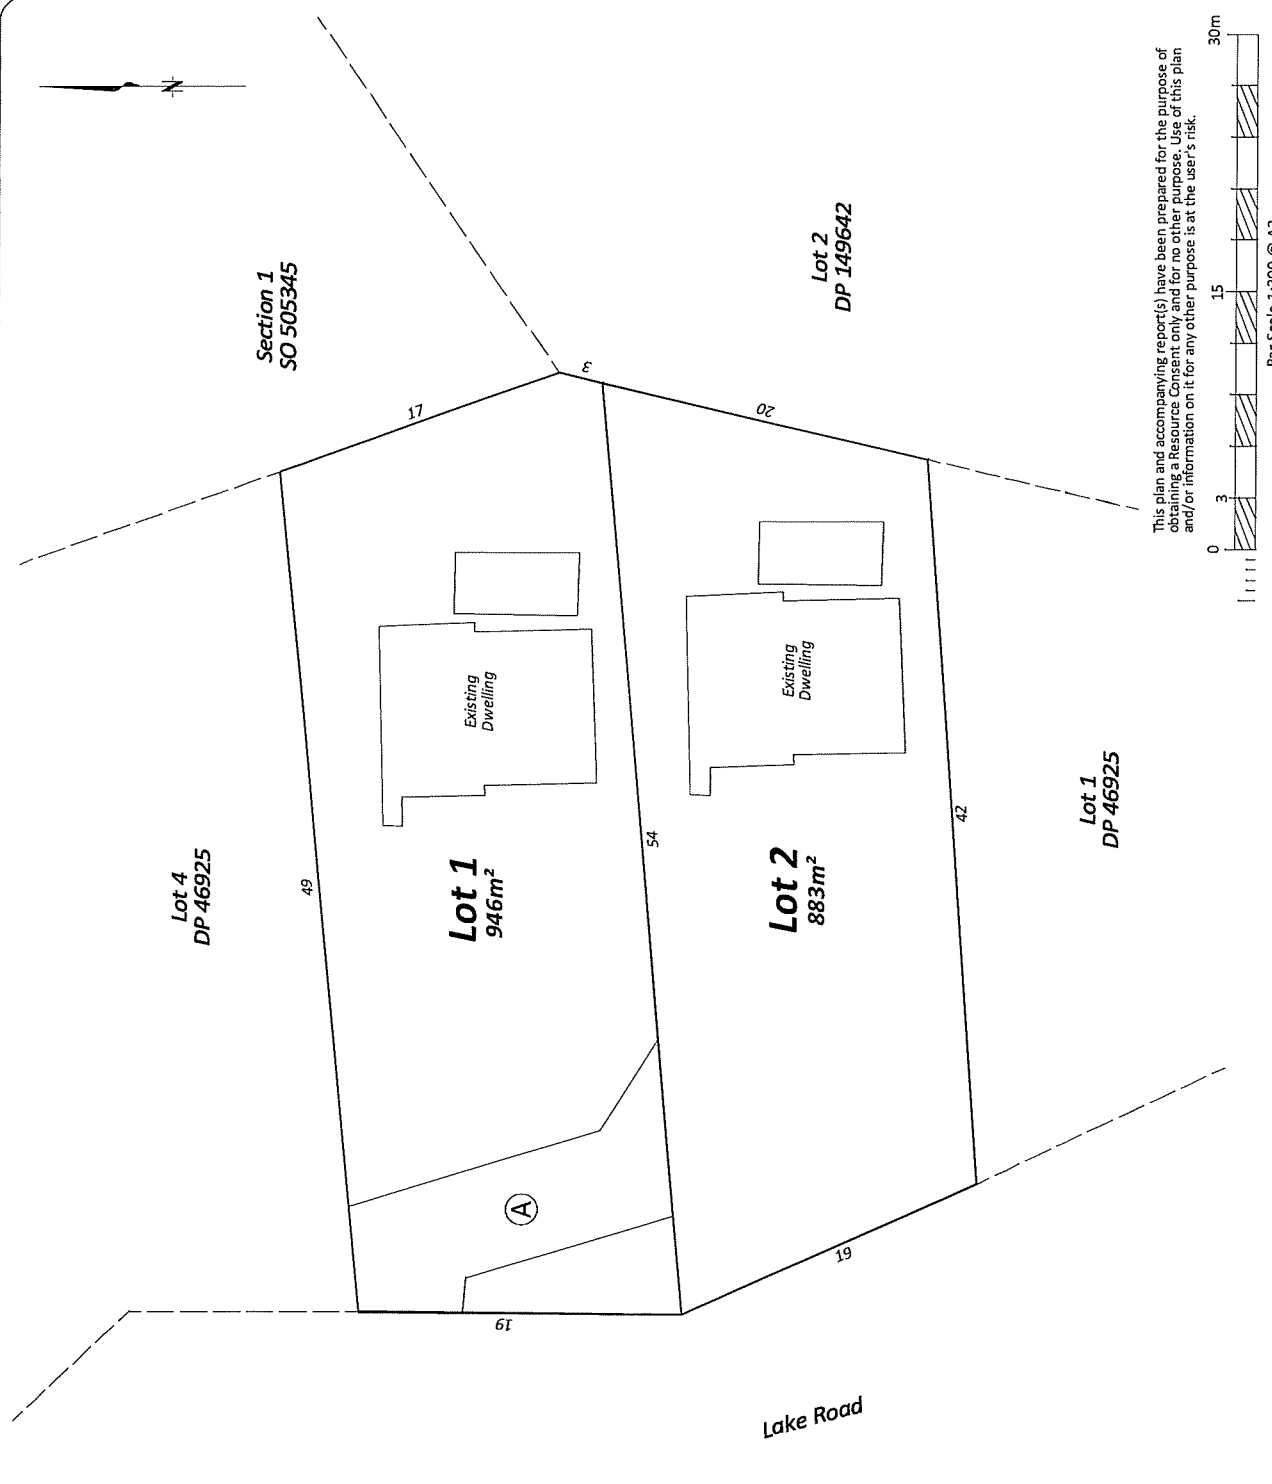 N
Section 1
SO 505345
Lot 2
DP 149642
Lot 4
DP 46925
Lot 1
DP 46925
17
3
20
49
54
42
19
19
Existing
Dwelling
Existing
Dwelling
Lot 1
946m²
Lot 2
883m²
A
Lake Road
This plan and accompanying report(s) have been prepared for the purpose of
obtaining a Resource Consent only and for no other purpose. Use of this plan
and/or information on it for any other purpose is at the user's risk.
0 3 15 30m